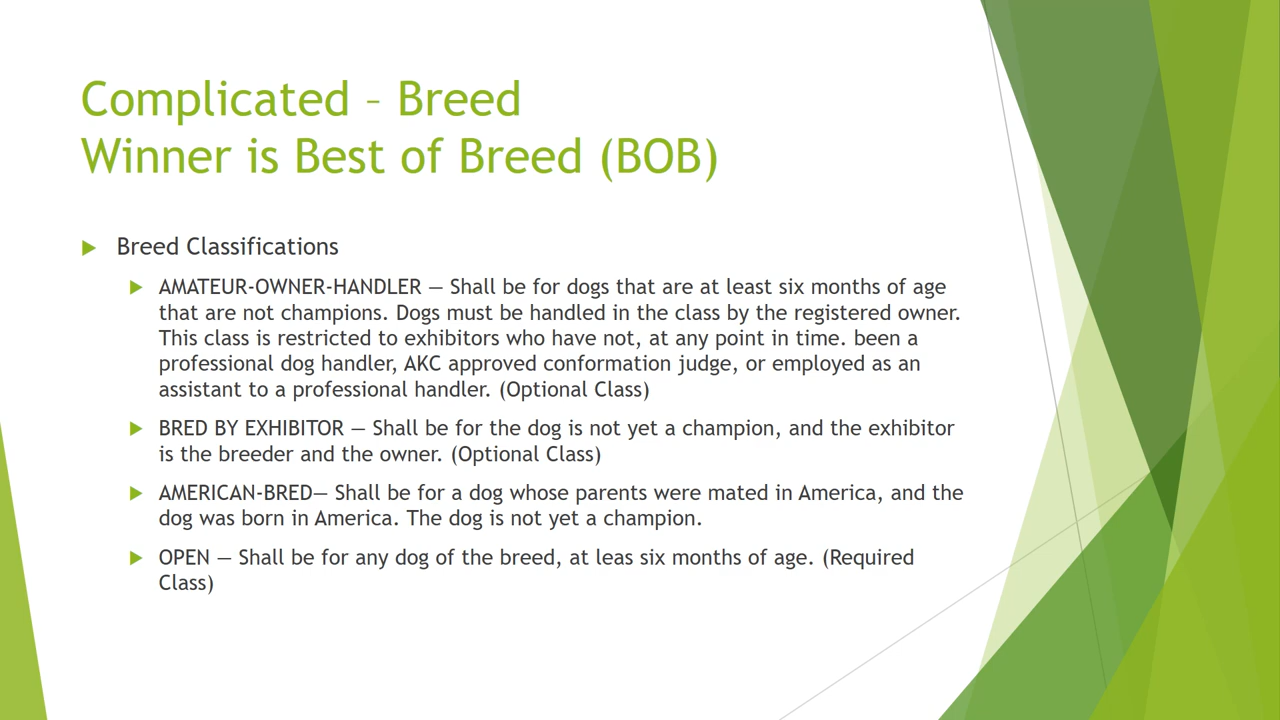 Complicated – Breed
Winner is Best of Breed (BOB)
Breed Classifications
AMATEUR-OWNER-HANDLER — Shall be for dogs that are at least six months of age
that are not champions. Dogs must be handled in the class by the registered owner.
This class is restricted to exhibitors who have not, at any point in time. been a
professional dog handler, AKC approved conformation judge, or employed as an
assistant to a professional handler. (Optional Class)
BRED BY EXHIBITOR — Shall be for the dog is not yet a champion, and the exhibitor
is the breeder and the owner. (Optional Class)
AMERICAN-BRED— Shall be for a dog whose parents were mated in America, and the
dog was born in America. The dog is not yet a champion.
OPEN — Shall be for any dog of the breed, at leas six months of age. (Required
Class)